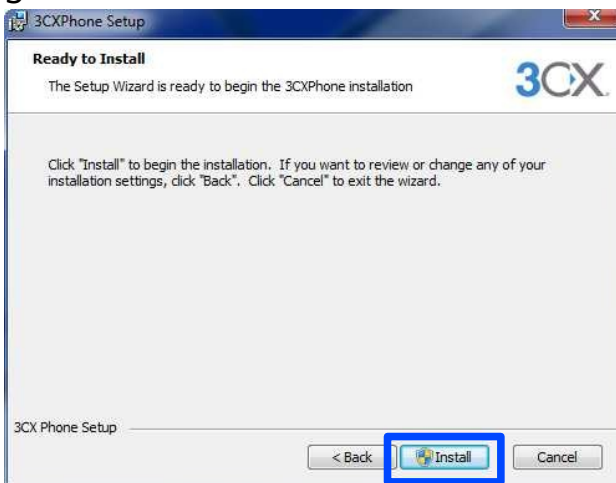 3CXPhone Setup
Ready to Install
The Setup Wizard is ready to begin the 3CXPhone installation
3CX
Click "Install" to begin the installation. If you want to review or change any of your
installation settings, click "Back". Click "Cancel" to exit the wizard.
3CX Phone Setup
< Back Install Cancel